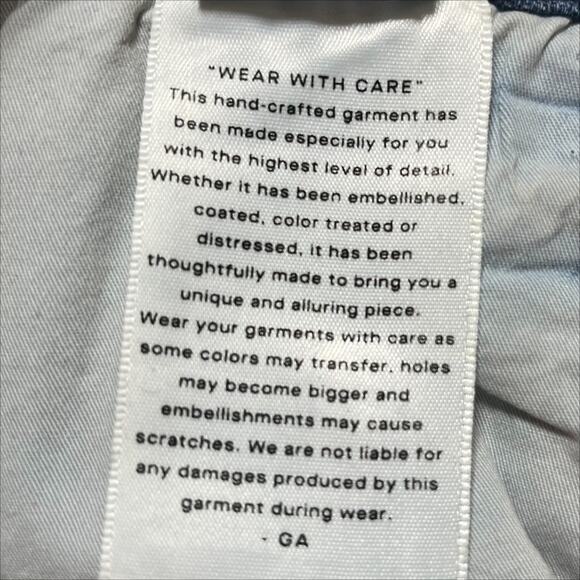 "WEAR WITH CARE"
This hand-crafted garment has
been made especially for you
with the highest level of detail.
Whether it has been embellished,
coated, color treated or
distressed, it has been
thoughtfully made to bring you a
unique and alluring piece.
Wear your garments with care as
some colors may transfer, holes
may become bigger and
embellishments may cause
scratches. We are not liable for
any damages produced by this
garment during wear.
- GA